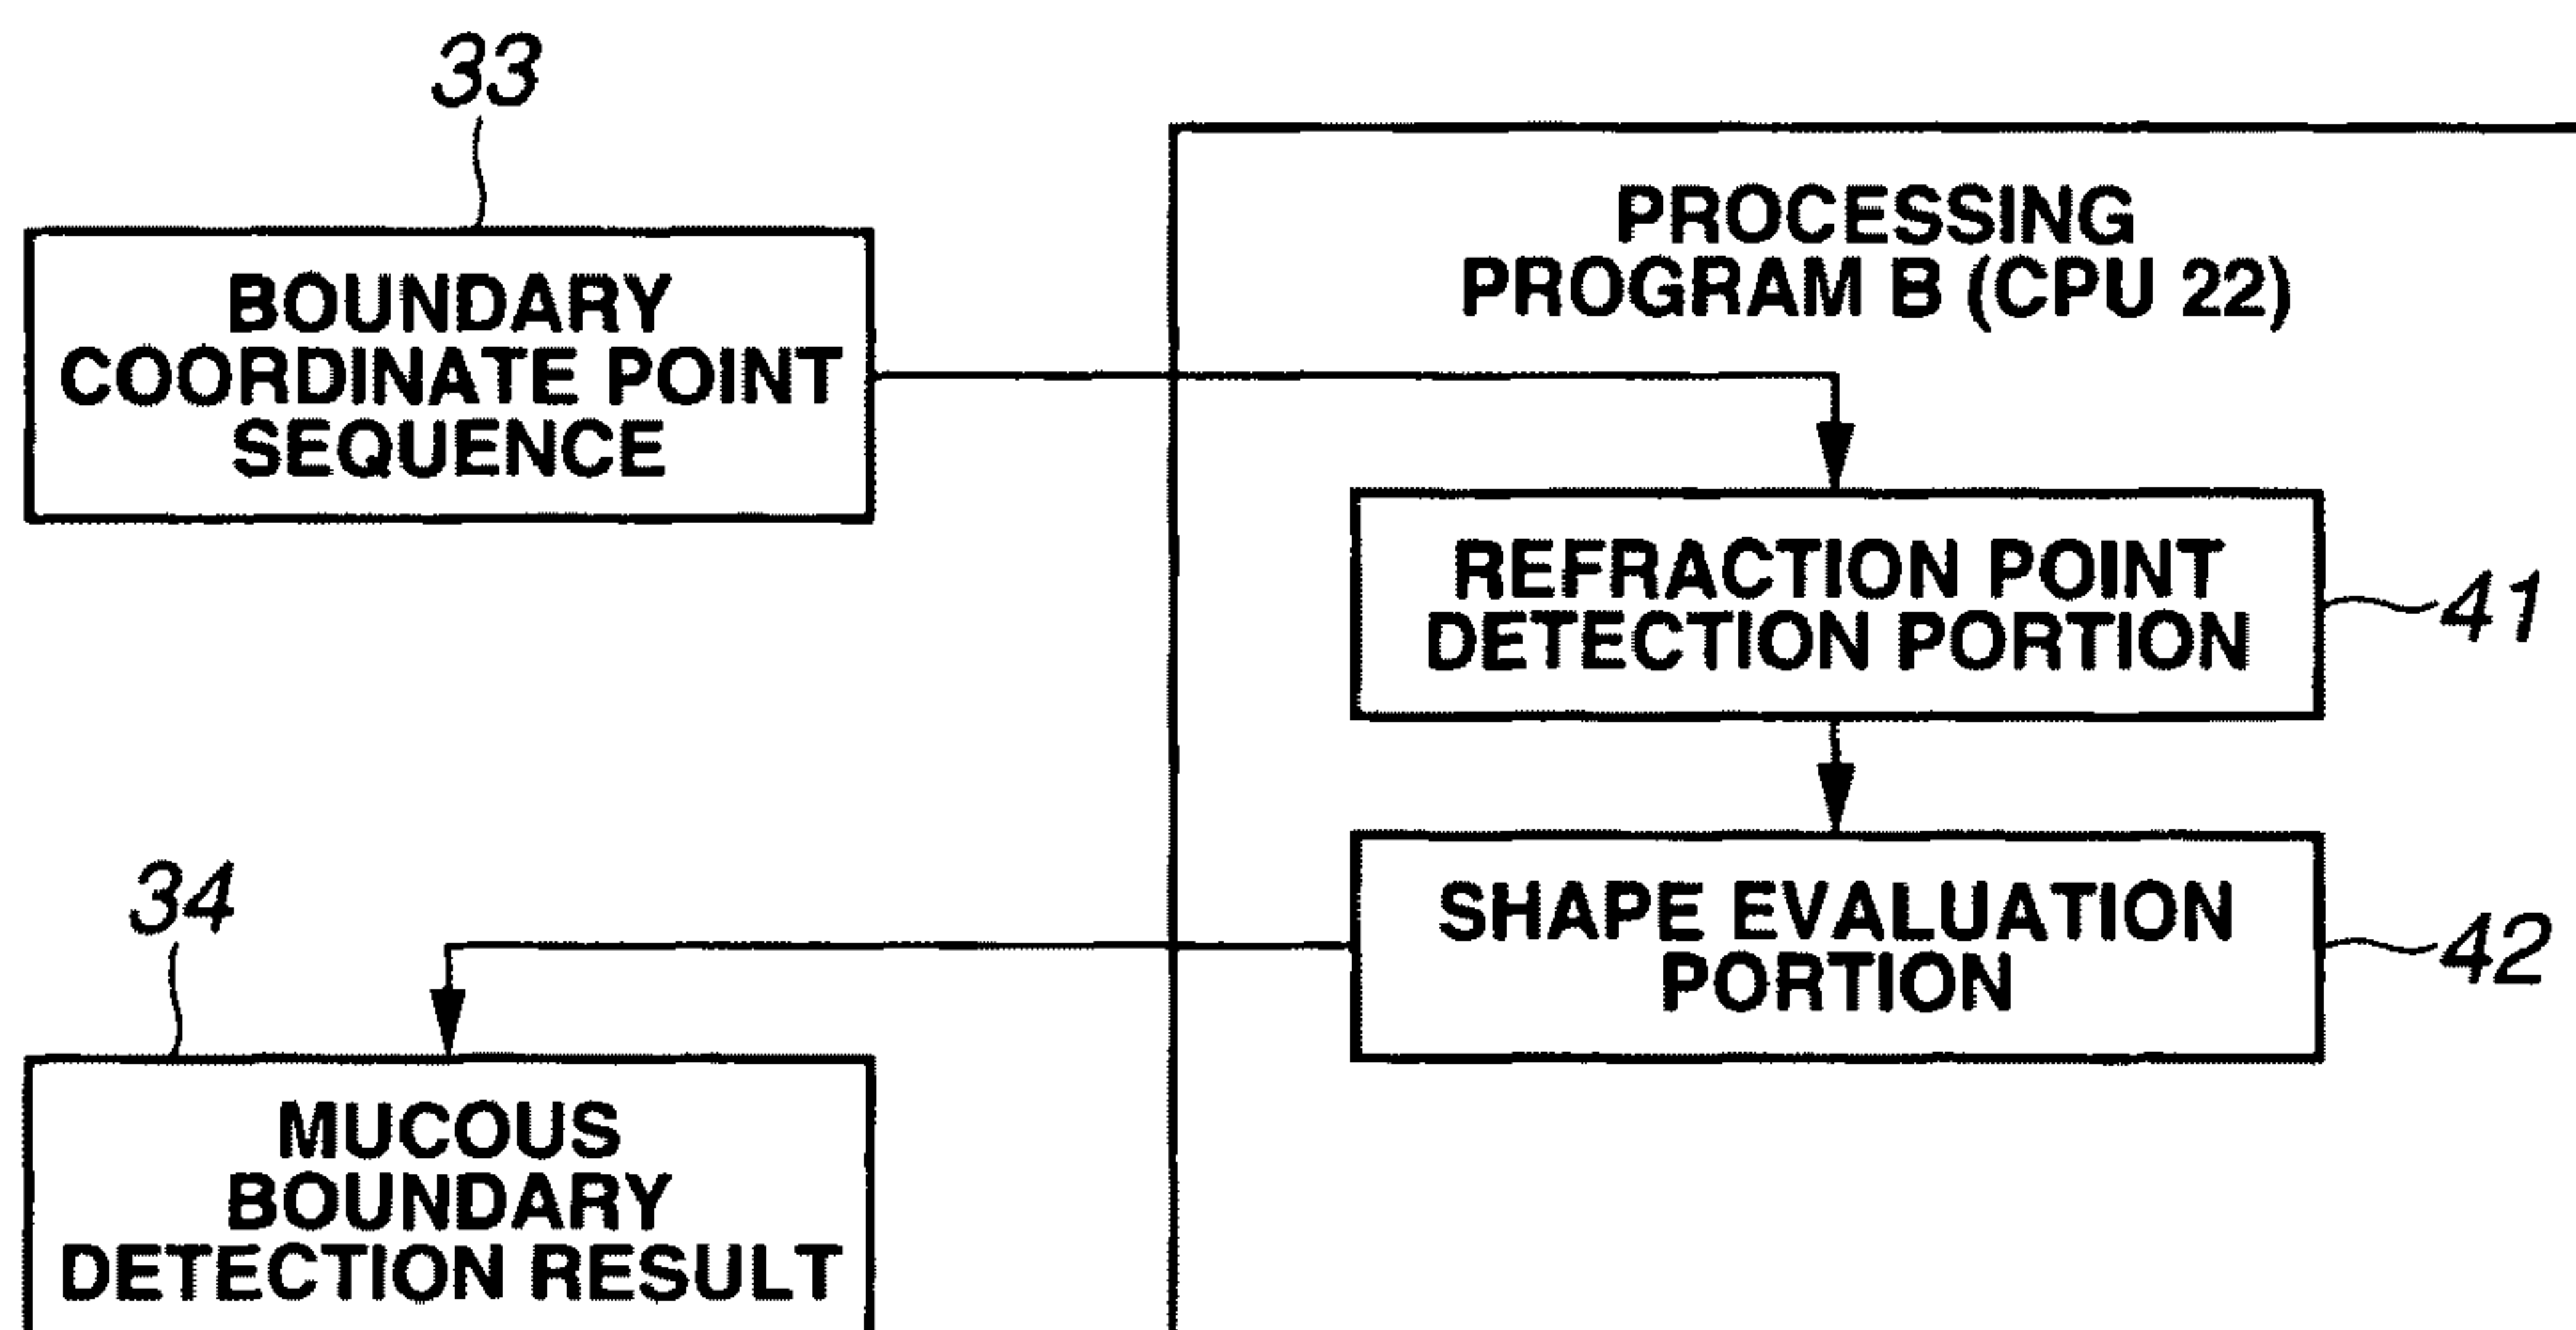 33
BOUNDARY
COORDINATE POINT
SEQUENCE
PROCESSING
PROGRAM B (CPU 22)
REFRACTION POINT
DETECTION PORTION
41
SHAPE EVALUATION
PORTION
42
34
MUCOUS
BOUNDARY
DETECTION RESULT